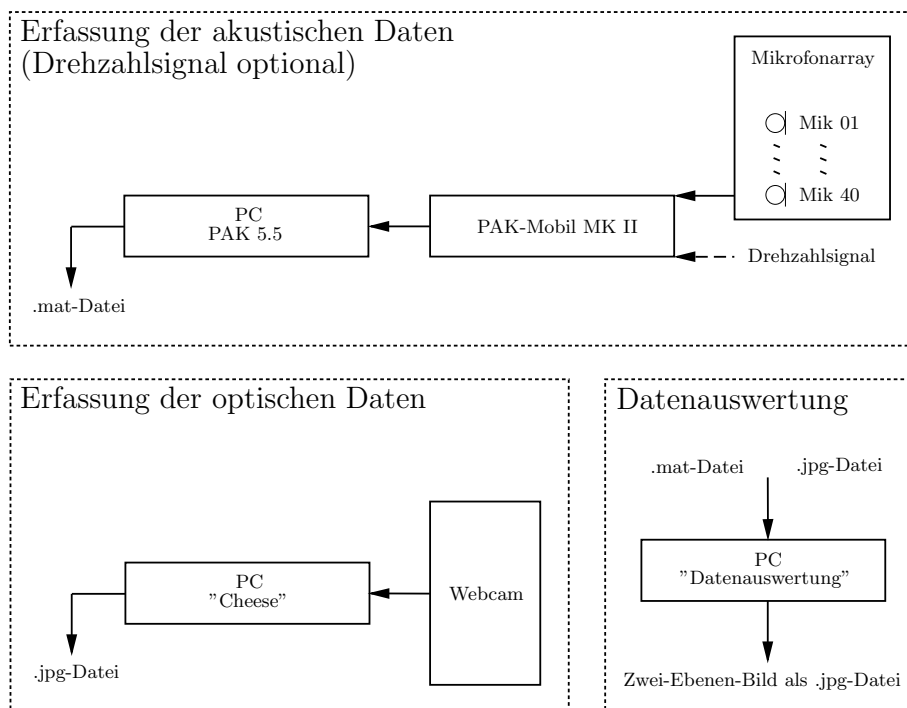 Erfassung der akustischen Daten
(Drehzahlsignal optional)
Mikrofonarray
Mik 01
Mik 40
PC
PAK 5.5
PAK-Mobil MK II
Drehzahlsignal
.mat-Datei
Erfassung der optischen Daten
PC
"Cheese"
Webcam
.jpg-Datei
Datenauswertung
.mat-Datei
.jpg-Datei
PC
"Datenauswertung"
Zwei-Ebenen-Bild als .jpg-Datei